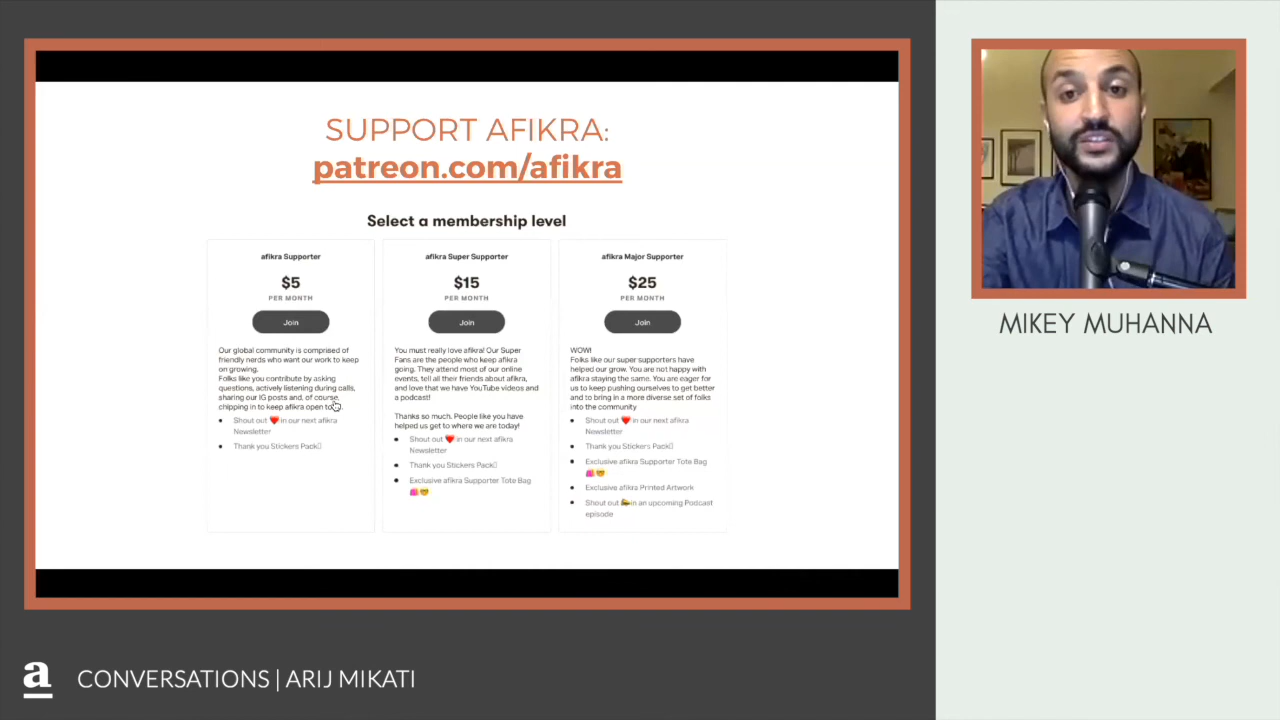 SUPPORT AFIKRA:
patreon.com/afikra
Select a membership level
afikra Supporter
$5
PER MONTH
Join
Our global community is comprised of
friendly nerds who want our work to keep
on growing.
Folks like you contribute by asking
questions, actively listening during calls,
sharing our IG posts and, of course,
chipping in to keep afikra open to
Shout out ❤️ in our next afikra
Newsletter
Thank you Stickers Pack
afikra Super Supporter
$15
PER MONTH
Join
You must really love afikra! Our Super
Fans are the people who keep afikra
going. They attend most of our online
events, tell all their friends about afikra,
and love that we have YouTube videos and
a podcast!
Thanks so much. People like you have
helped us get to where we are today!
Shout out ❤️ in our next afikra
Newsletter
Thank you Stickers Pack
Exclusive afikra Supporter Tote Bag
afikra Major Supporter
$25
PER MONTH
Join
WOW!
Folks like our super supporters have
helped our grow. You are not happy with
afikra staying the same. You are eager for
us to keep pushing ourselves to get better
and to bring in a more diverse set of folks
into the community
Shout out ❤️ in our next afikra
Newsletter
Thank you Stickers Pack
Exclusive afikra Supporter Tote Bag
Exclusive afikra Printed Artwork
Shout out in an upcoming Podcast
episode
MIKEY MUHANNA
a CONVERSATIONS | ARIJ MIKATI